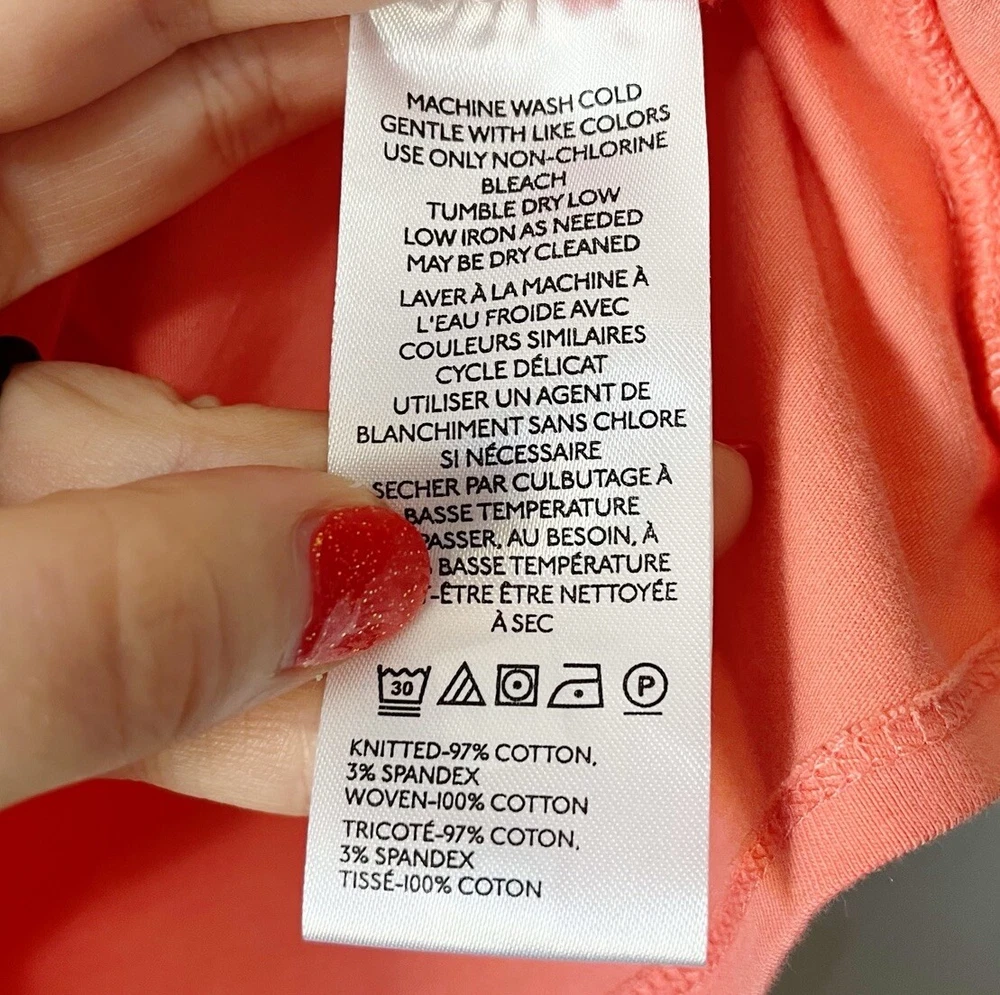 MACHINE WASH COLD
GENTLE WITH LIKE COLORS
USE ONLY NON-CHLORINE
BLEACH
TUMBLE DRY LOW
LOW IRON AS NEEDED
MAY BE DRY CLEANED
LAVER À LA MACHINE À
L'EAU FROIDE AVEC
COULEURS SIMILAIRES
CYCLE DÉLICAT
UTILISER UN AGENT DE
BLANCHIMENT SANS CHLORE
SI NÉCESSAIRE
SECHER PAR CULBUTAGE À
BASSE TEMPERATURE
PASSER, AU BESOIN, À
BASSE TEMPÉRATURE
-ÊTRE ÊTRE NETTOYÉE
À SEC
30 P
KNITTED-97% COTTON,
3% SPANDEX
WOVEN-100% COTTON
TRICOTÉ-97% COTON,
3% SPANDEX
TISSÉ-100% COTON